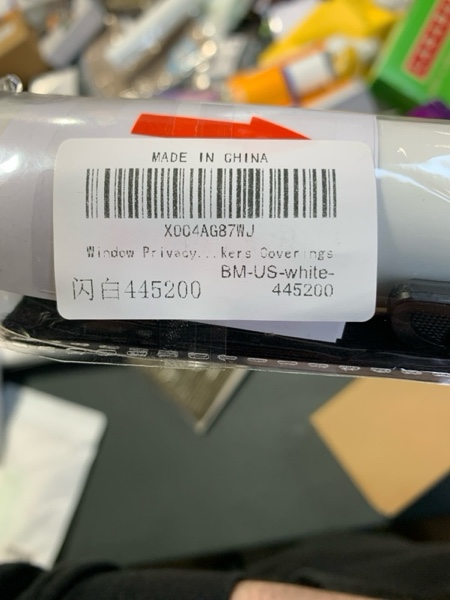 MADE IN CHINA
X004AGB7WJ
Window Privacy...kers Coverings
BM-US-white-
闪白445200
445200